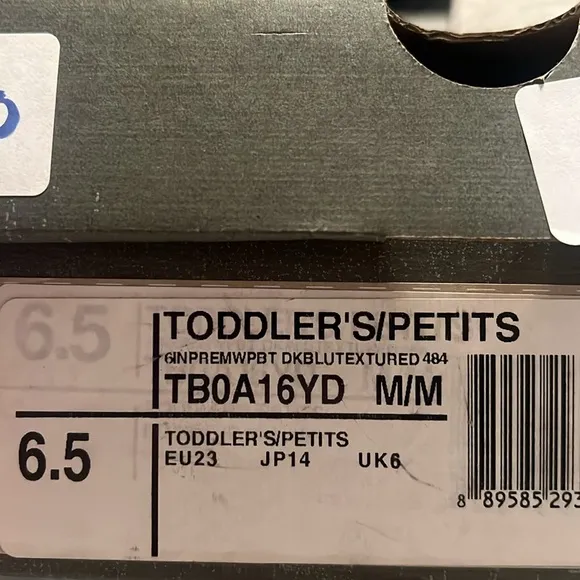 6.5
TODDLER'S/PETITS
6INPREMWPBT DKBLUTEXTURED 484
TB0A16YD M/M
6.5
TODDLER'S/PETITS
EU23 JP14 UK6
8 89585 293